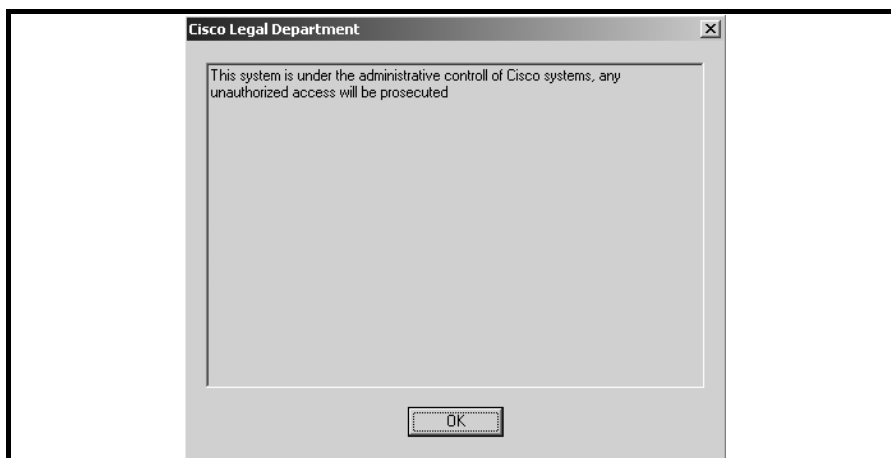 Cisco Legal Department
This system is under the administrative controll of Cisco systems, any
unauthorized access will be prosecuted
OK